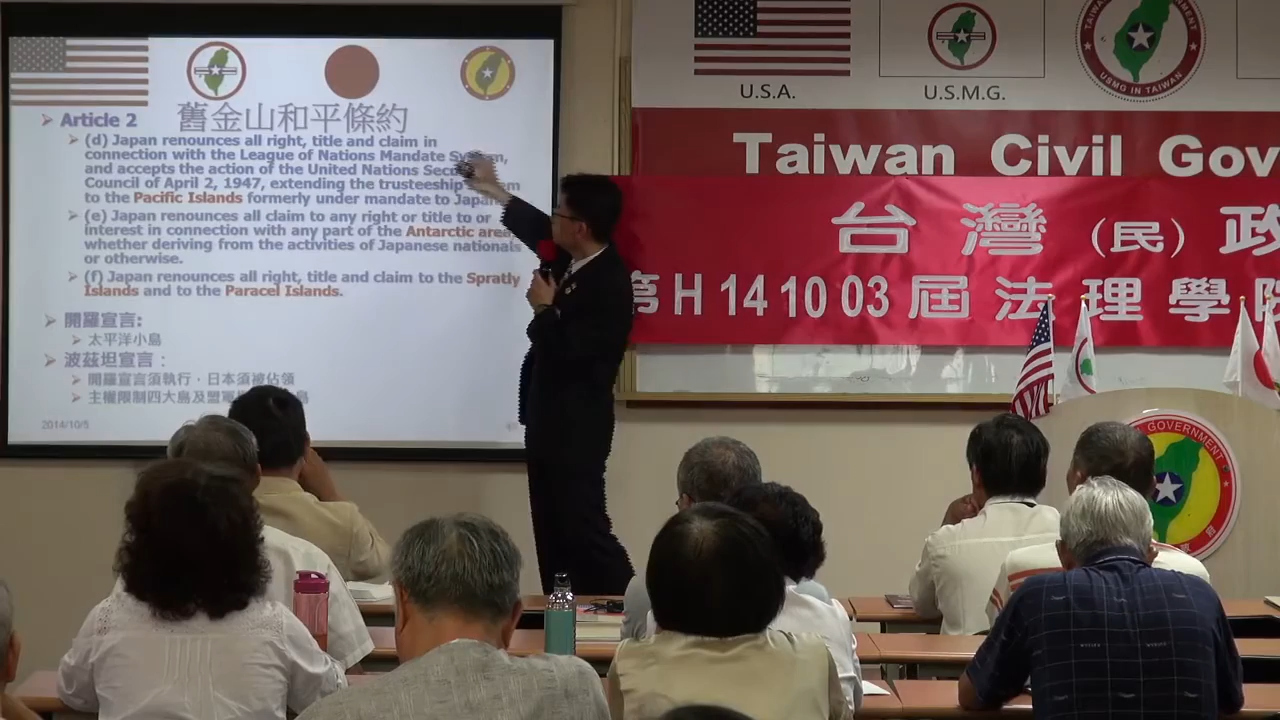 舊金山和平條約
Article 2
(d) Japan renounces all right, title and claim in
connection with the League of Nations Mandate
and accepts the action of the United Nations
Council of April 2, 1947, extending the trusteeship
to the Pacific Islands formerly under mandate to
(e) Japan renounces all claim to any right or title to or
interest in connection with any part of the Antarctic
whether deriving from the activities of Japanese nationals
or otherwise.
(f) Japan renounces all right, title and claim to the Spratly
Islands and to the Paracel Islands.
開羅宣言:
太平洋小島
波茲坦宣言:
開羅宣言須執行,日本須被佔領
主權限制四大島及盟軍 島
2014/10/5
U.S.A.
U.S.M.G.
TAIWAN GOVERNMENT
USMG IN TAIWAN
Taiwan Civil Gov
台灣(民)政
第H 14 10 03 屆 法理學院
GOVERNMENT